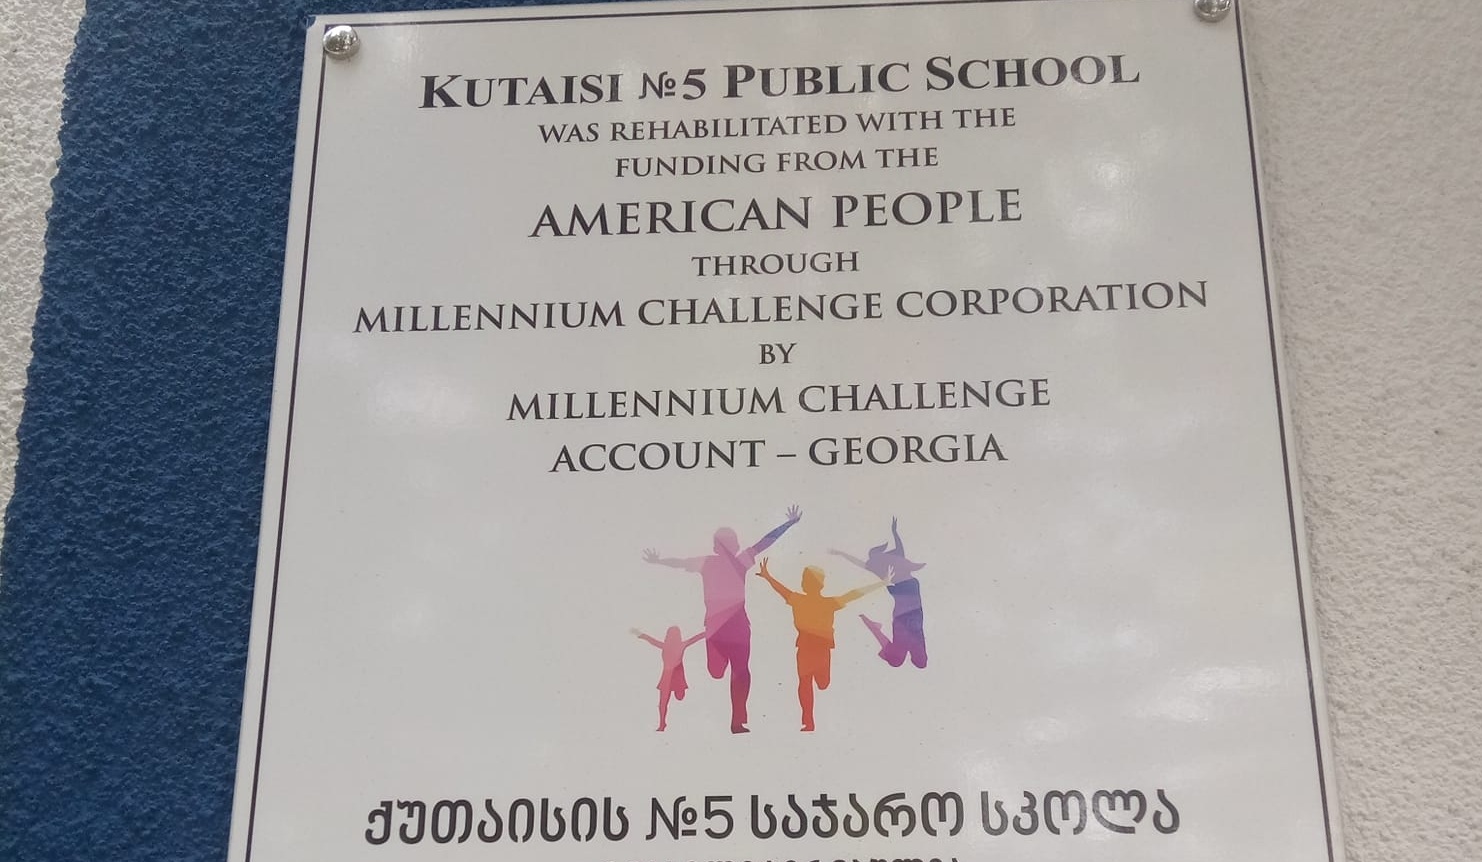 KUTAISI №5 PUBLIC SCHOOL
WAS REHABILITATED WITH THE
FUNDING FROM THE
AMERICAN PEOPLE
THROUGH
MILLENNIUM CHALLENGE CORPORATION
BY
MILLENNIUM CHALLENGE
ACCOUNT – GEORGIA
ქუთაისის №5 საჯარო სკოლა